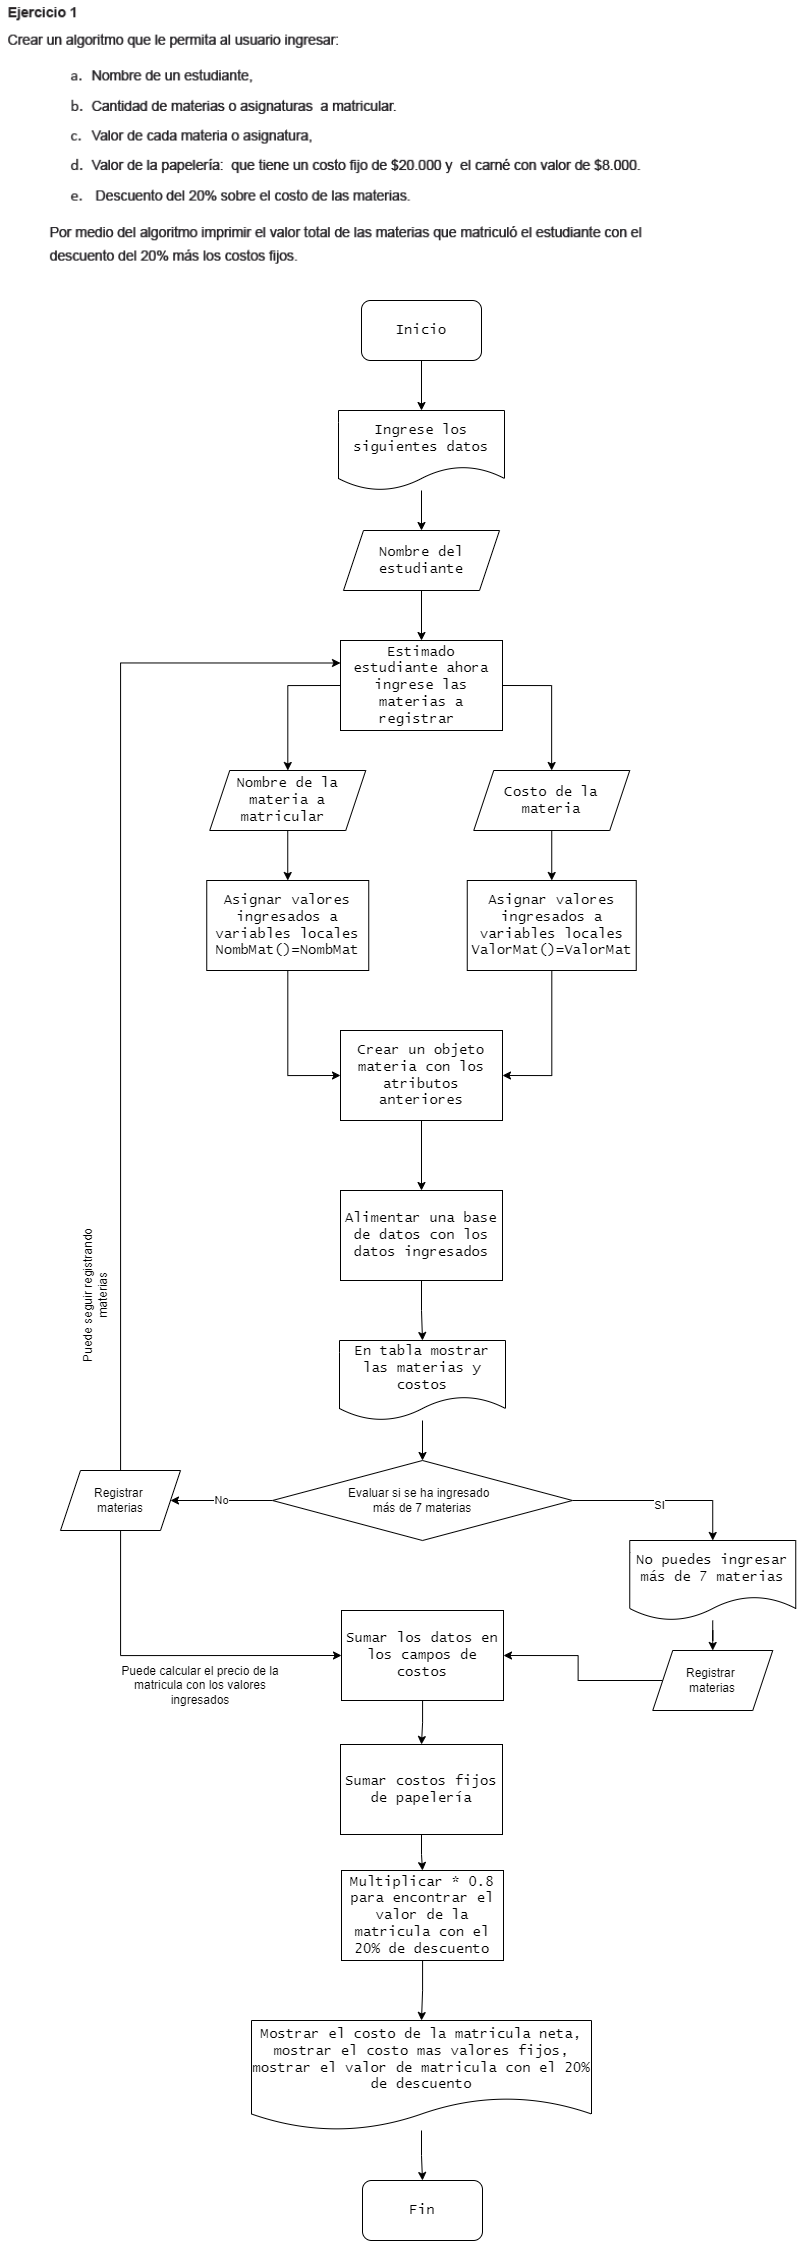 Ejercicio 1
Crear un algoritmo que le permita al usuario ingresar:
a. Nombre de un estudiante,
b. Cantidad de materias o asignaturas  a matricular.
c. Valor de cada materia o asignatura,
d. Valor de la papelería:  que tiene un costo fijo de $20.000 y  el carné con valor de $8.000.
e.  Descuento del 20% sobre el costo de las materias.
Por medio del algoritmo imprimir el valor total de las materias que matriculó el estudiante con el
descuento del 20% más los costos fijos.
Inicio
Ingrese los
siguientes datos
Nombre del
estudiante
Estimado
estudiante ahora
ingrese las
materias a
registrar
Nombre de la
materia a
matricular
Costo de la
materia
Asignar valores
ingresados a
variables locales
NombMat()=NombMat
Asignar valores
ingresados a
variables locales
ValorMat()=ValorMat
Crear un objeto
materia con los
atributos
anteriores
Alimentar una base
de datos con los
datos ingresados
Puede seguir registrando
materias
En tabla mostrar
las materias y
costos
Evaluar si se ha ingresado
más de 7 materias
No
SI
Registrar
materias
No puedes ingresar
más de 7 materias
Registrar
materias
Sumar los datos en
los campos de
costos
Puede calcular el precio de la
matricula con los valores
ingresados
Sumar costos fijos
de papelería
Multiplicar * 0.8
para encontrar el
valor de la
matricula con el
20% de descuento
Mostrar el costo de la matricula neta,
mostrar el costo mas valores fijos,
mostrar el valor de matricula con el 20%
de descuento
Fin